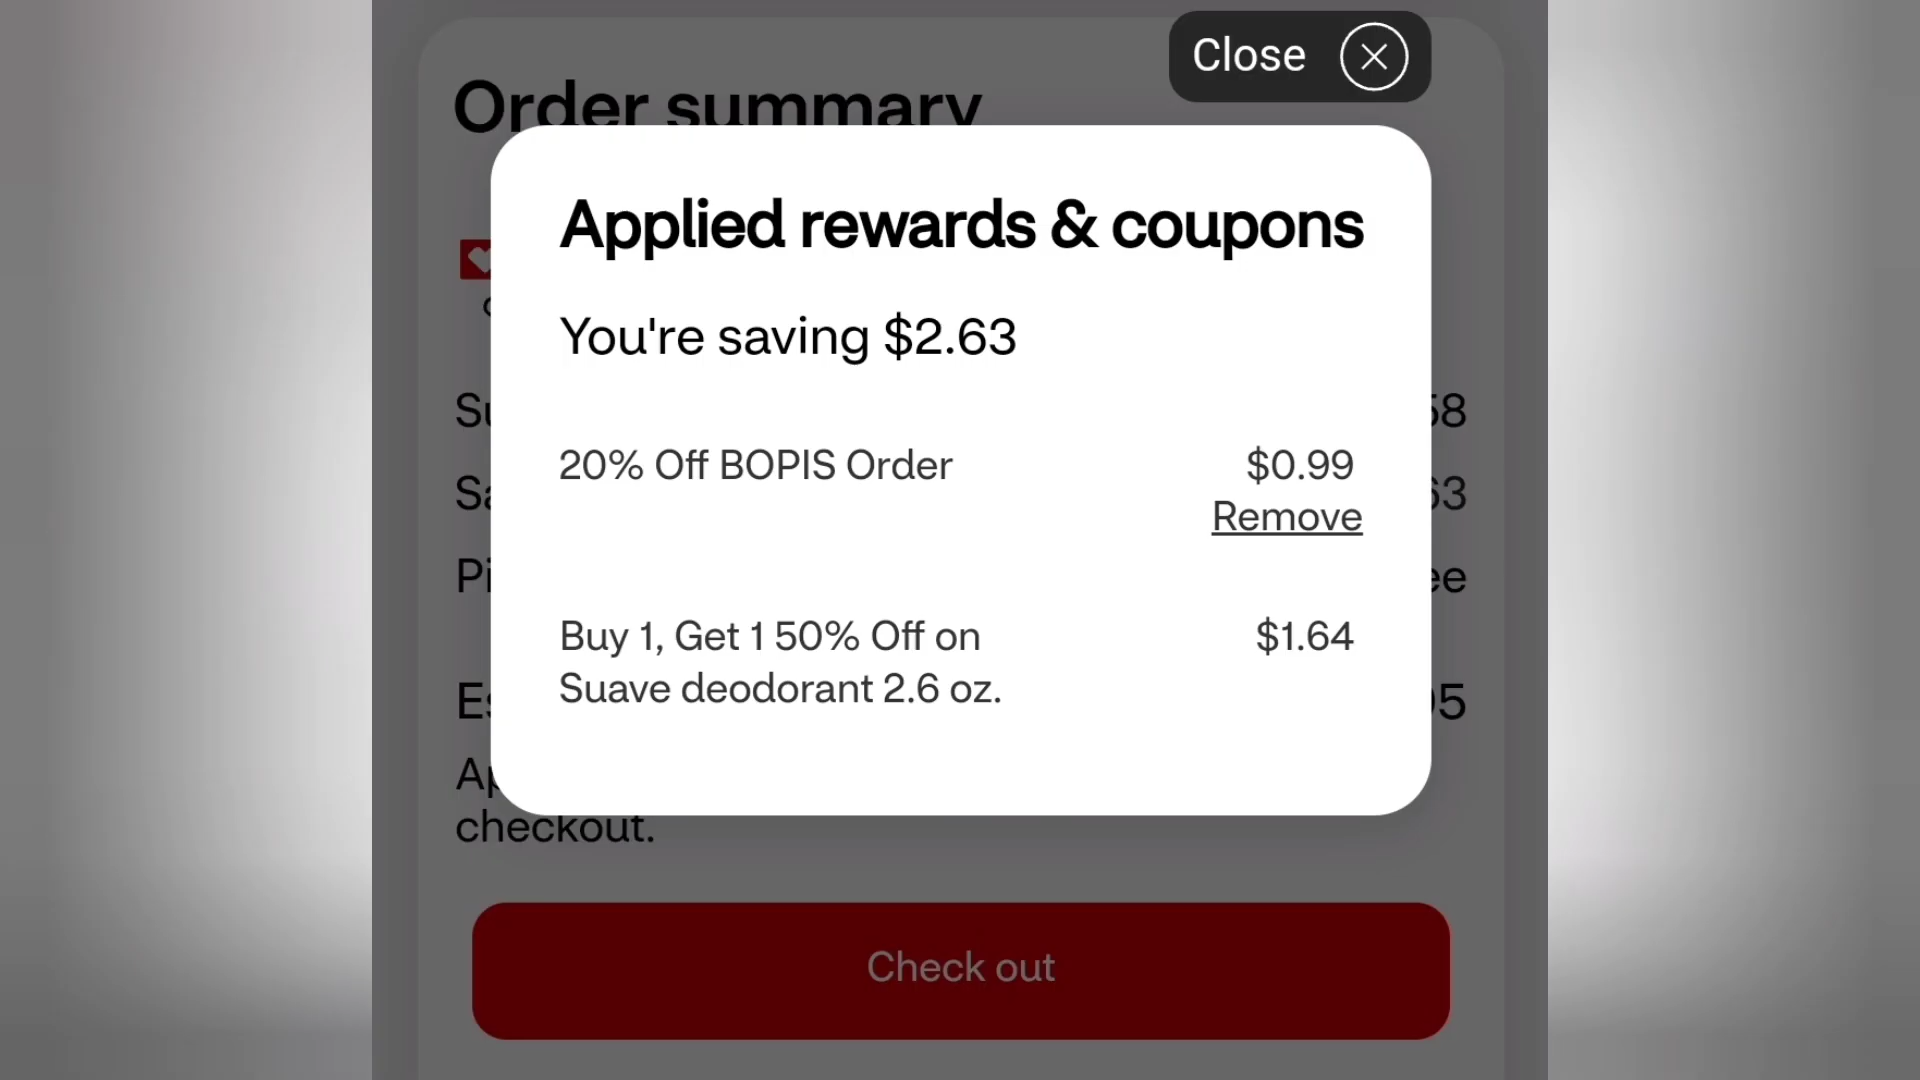 Close
Order summary
Applied rewards & coupons
You're saving $2.63
20% Off BOPIS Order $0.99
Remove
Buy 1, Get 1 50% Off on $1.64
Suave deodorant 2.6 oz.
checkout.
Check out